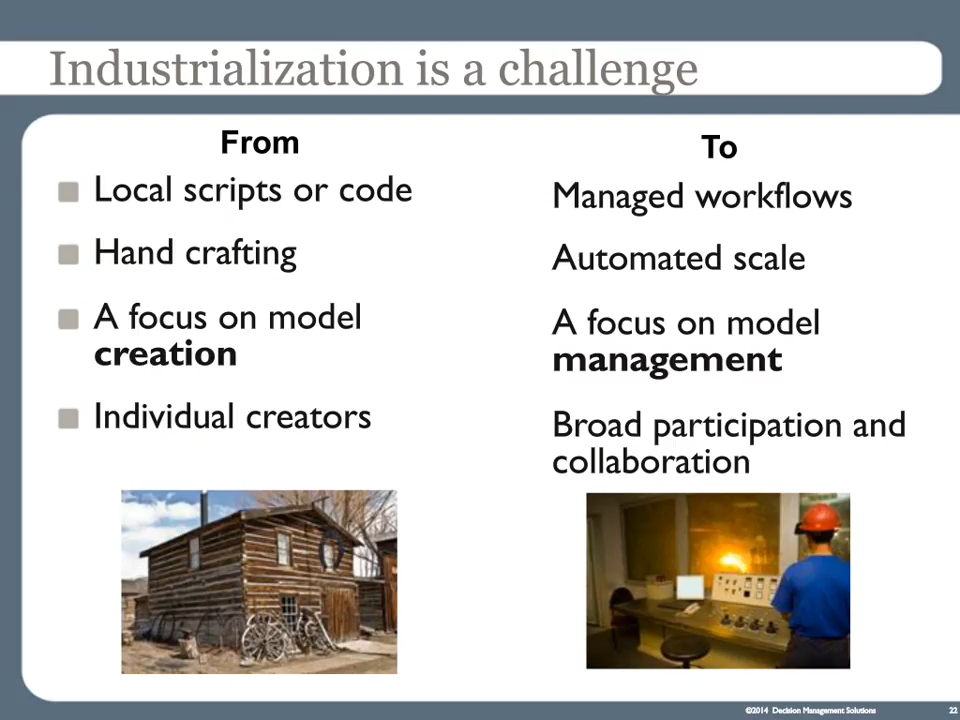 Industrialization is a challenge
From
Local scripts or code
Hand crafting
A focus on model
creation
Individual creators
To
Managed workflows
Automated scale
A focus on model
management
Broad participation and
collaboration
©2014 Decision Management Solutions
22